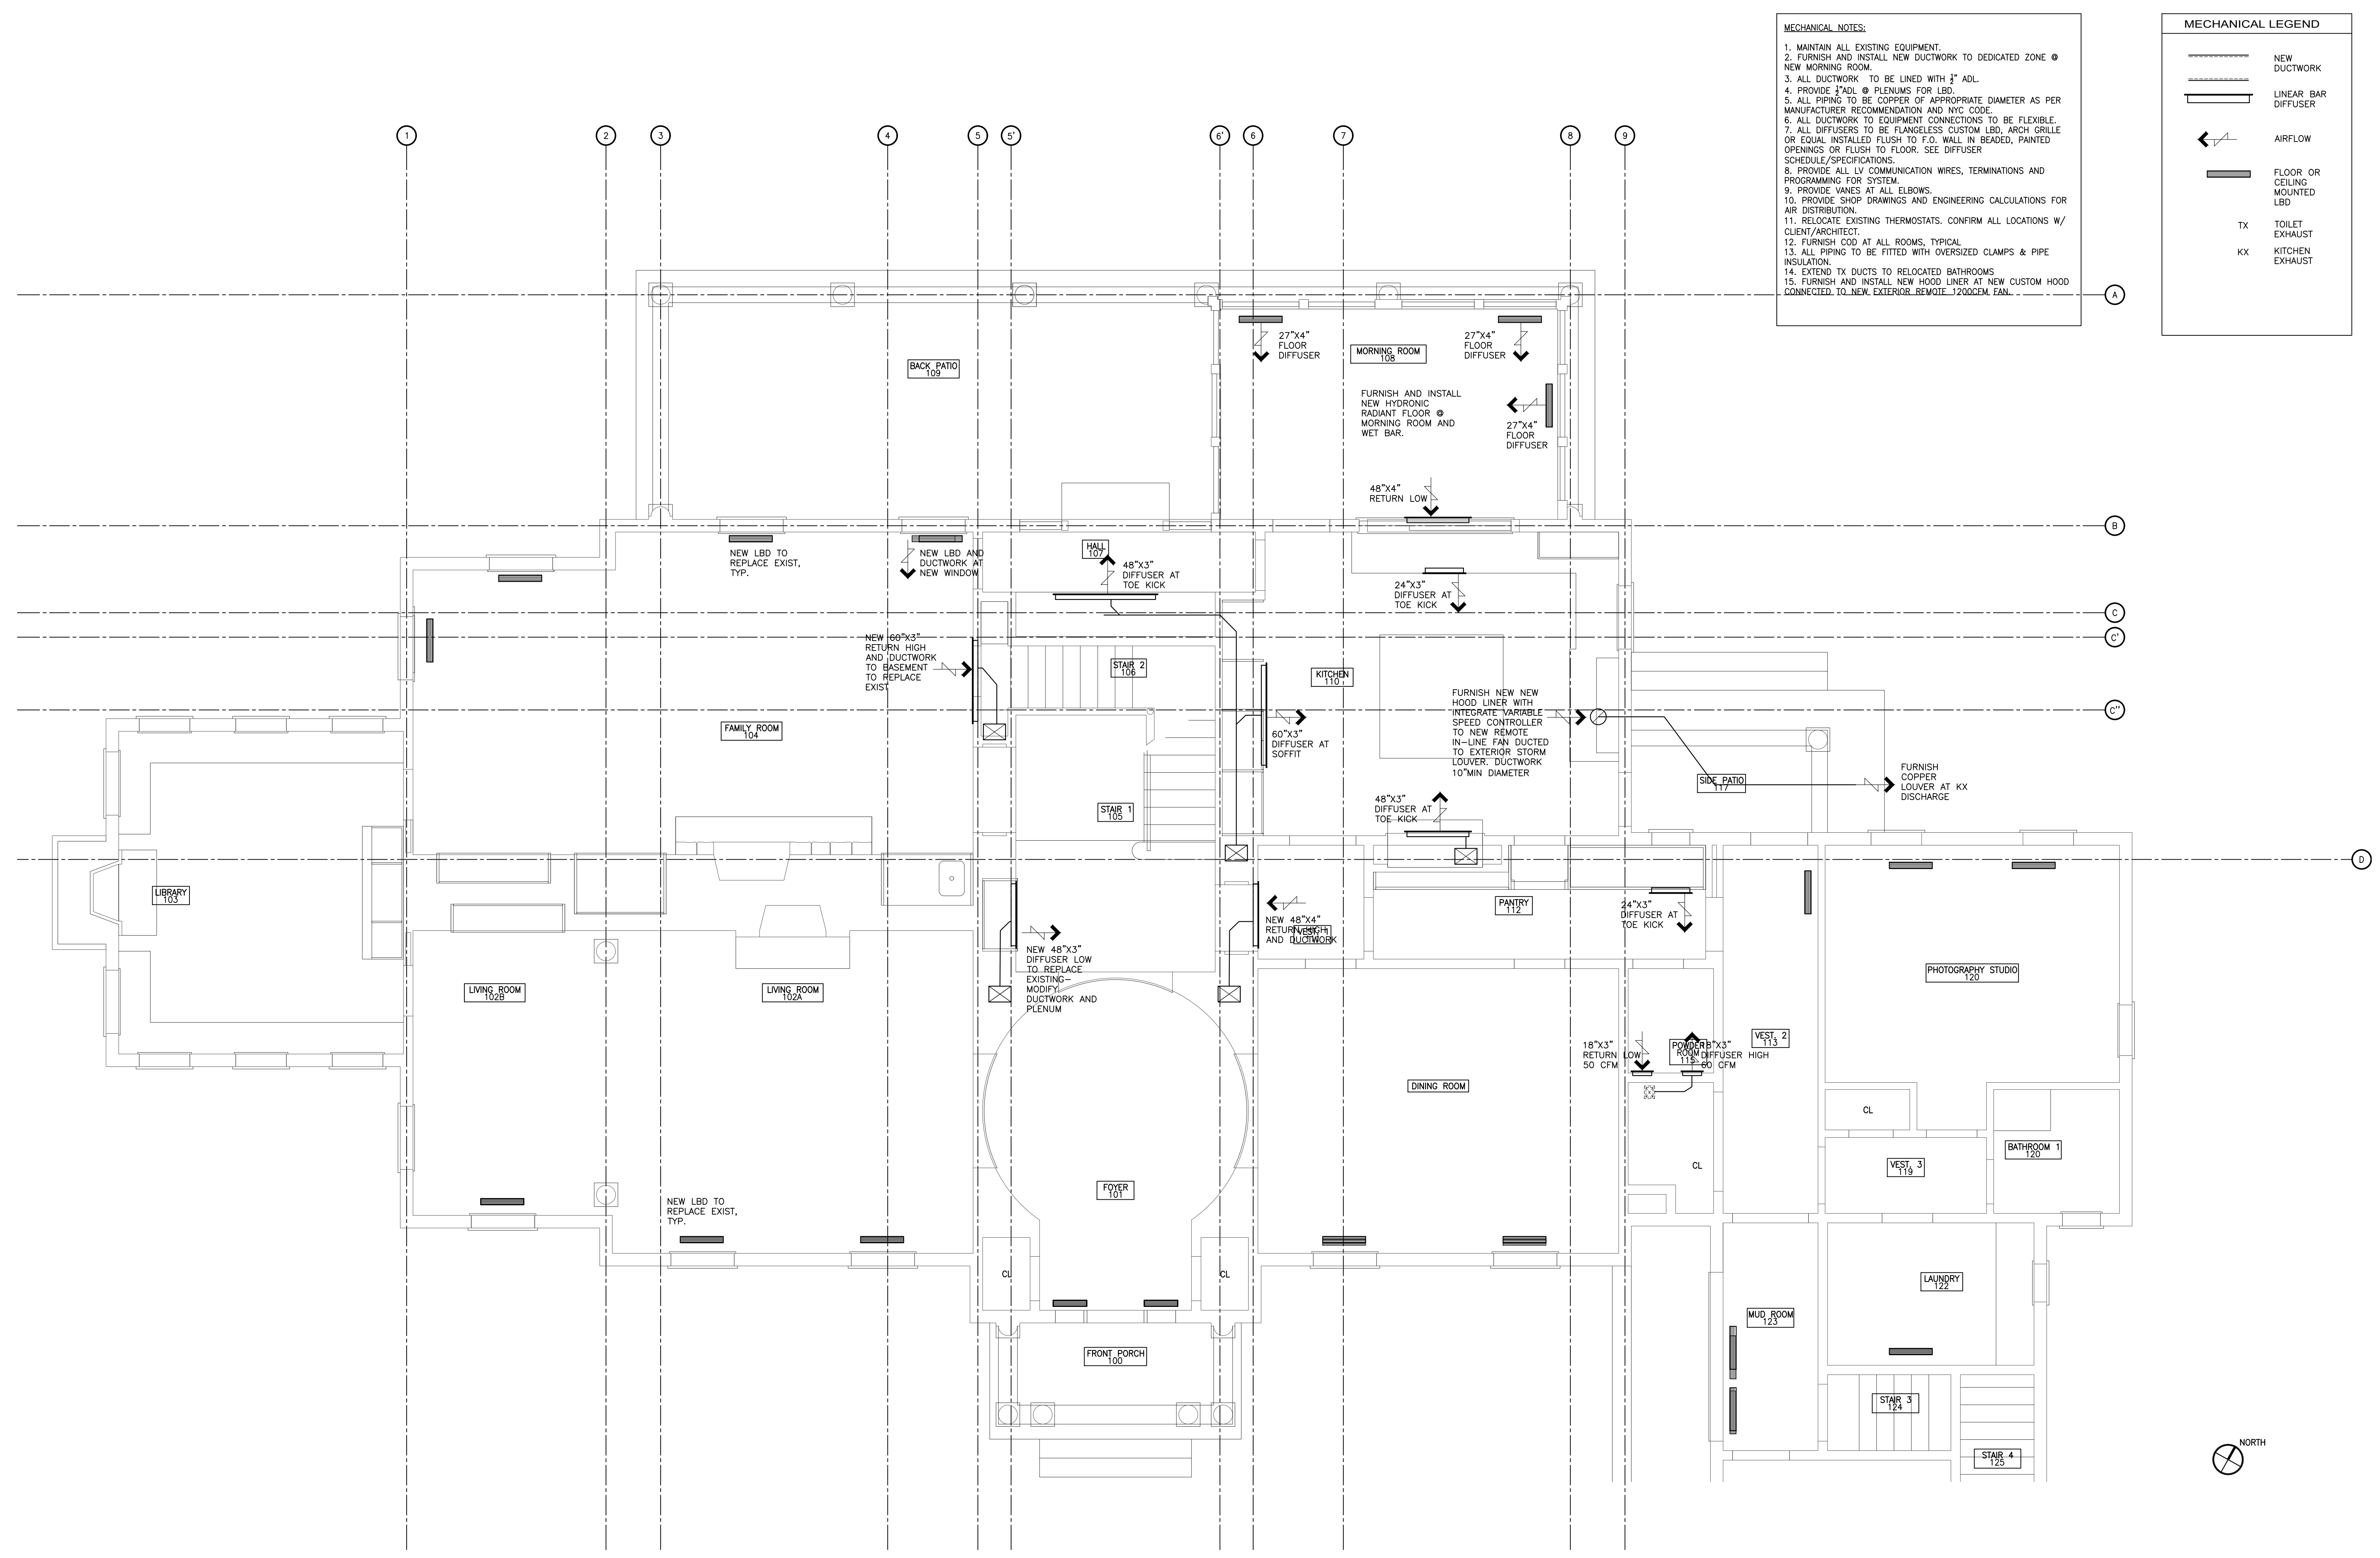 MECHANICAL NOTES:
1. MAINTAIN ALL EXISTING EQUIPMENT.
2. FURNISH AND INSTALL NEW DUCTWORK TO DEDICATED ZONE @
NEW MORNING ROOM.
3. ALL DUCTWORK TO BE LINED WITH ½" ADL.
4. PROVIDE ½"ADL @ PLENUMS FOR LBD.
5. ALL PIPING TO BE COPPER OF APPROPRIATE DIAMETER AS PER
MANUFACTURER RECOMMENDATION AND NYC CODE.
6. ALL DUCTWORK TO EQUIPMENT CONNECTIONS TO BE FLEXIBLE.
7. ALL DIFFUSERS TO BE FLANGELESS CUSTOM LBD, ARCH GRILLE
OR EQUAL INSTALLED FLUSH TO F.O. WALL IN BEADED, PAINTED
OPENINGS OR FLUSH TO FLOOR. SEE DIFFUSER
SCHEDULE/SPECIFICATIONS.
8. PROVIDE ALL LV COMMUNICATION WIRES, TERMINATIONS AND
PROGRAMMING FOR SYSTEM.
9. PROVIDE VANES AT ALL ELBOWS.
10. PROVIDE SHOP DRAWINGS AND ENGINEERING CALCULATIONS FOR
AIR DISTRIBUTION.
11. RELOCATE EXISTING THERMOSTATS. CONFIRM ALL LOCATIONS W/
CLIENT/ARCHITECT.
12. FURNISH COD AT ALL ROOMS, TYPICAL
13. ALL PIPING TO BE FITTED WITH OVERSIZED CLAMPS & PIPE
INSULATION.
14. EXTEND TX DUCTS TO RELOCATED BATHROOMS
15. FURNISH AND INSTALL NEW HOOD LINER AT NEW CUSTOM HOOD
CONNECTED TO NEW EXTERIOR REMOTE 1200CFM FAN.
MECHANICAL LEGEND
NEW
DUCTWORK
LINEAR BAR
DIFFUSER
AIRFLOW
FLOOR OR
CEILING
MOUNTED
LBD
TX
TOILET
EXHAUST
KX
KITCHEN
EXHAUST
1
2
3
4
5
5'
6'
6
7
8
9
A
B
C
C'
C''
D
BACK PATIO
109
27"X4"
FLOOR
DIFFUSER
MORNING ROOM
108
27"X4"
FLOOR
DIFFUSER
FURNISH AND INSTALL
NEW HYDRONIC
RADIANT FLOOR @
MORNING ROOM AND
WET BAR.
27"X4"
FLOOR
DIFFUSER
48"X4"
RETURN LOW
NEW LBD TO
REPLACE EXIST,
TYP.
NEW LBD AND
DUCTWORK AT
NEW WINDOW
HALL
107
48"X3"
DIFFUSER AT
TOE KICK
24"X3"
DIFFUSER AT
TOE KICK
NEW 60"X3"
RETURN HIGH
AND DUCTWORK
TO BASEMENT
TO REPLACE
EXIST
STAIR 2
106
KITCHEN
110
FURNISH NEW NEW
HOOD LINER WITH
INTEGRATE VARIABLE
SPEED CONTROLLER
TO NEW REMOTE
IN-LINE FAN DUCTED
TO EXTERIOR STORM
LOUVER. DUCTWORK
10"MIN DIAMETER
FAMILY ROOM
104
60"X3"
DIFFUSER AT
SOFFIT
SIDE PATIO
117
FURNISH
COPPER
LOUVER AT KX
DISCHARGE
STAIR 1
105
48"X3"
DIFFUSER AT
TOE KICK
LIBRARY
103
PANTRY
112
24"X3"
DIFFUSER AT
TOE KICK
NEW 48"X4"
RETURN HIGH
AND DUCTWORK
VEST. 1
NEW 48"X3"
DIFFUSER LOW
TO REPLACE
EXISTING-
MODIFY
DUCTWORK AND
PLENUM
LIVING ROOM
102B
LIVING ROOM
102A
PHOTOGRAPHY STUDIO
120
VEST. 2
113
18"X3"
RETURN LOW
50 CFM
POWDER
ROOM
115
18"X3"
DIFFUSER HIGH
60 CFM
DINING ROOM
CL
CL
BATHROOM 1
120
VEST. 3
119
FOYER
101
NEW LBD TO
REPLACE EXIST,
TYP.
CL
CL
LAUNDRY
122
MUD ROOM
123
FRONT PORCH
100
STAIR 3
124
STAIR 4
125
NORTH